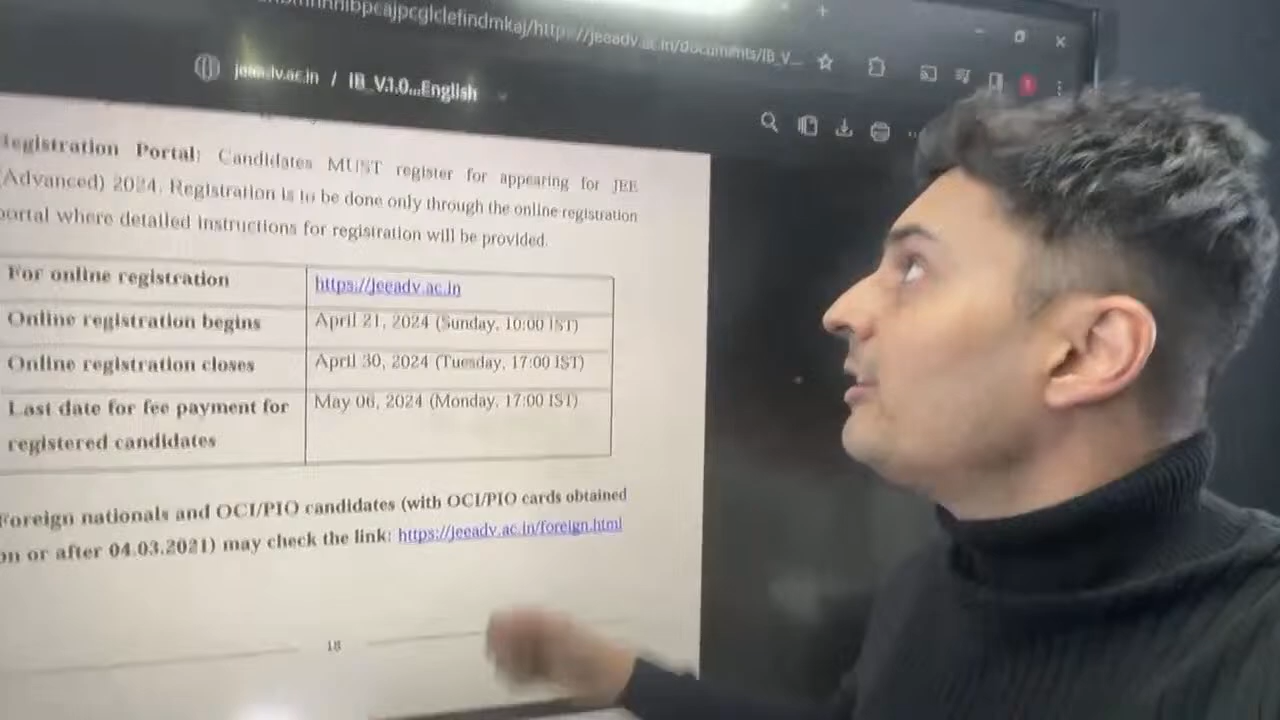 /http://jeeadv.ac.in/documents/IB_V...
IB_V.1.0...English
Registration Portal: Candidates MUST register for appearing for JEE
(Advanced) 2024. Registration is to be done only through the online registration
portal where detailed instructions for registration will be provided.
For online registration https://jeeadv.ac.in
Online registration begins April 21, 2024 (Sunday, 10:00 IST)
Online registration closes April 30, 2024 (Tuesday, 17:00 IST)
Last date for fee payment for May 06, 2024 (Monday, 17:00 IST)
registered candidates
Foreign nationals and OCI/PIO candidates (with OCI/PIO cards obtained
on or after 04.03.2021) may check the link: https://jeeadv.ac.in/foreign.html
18